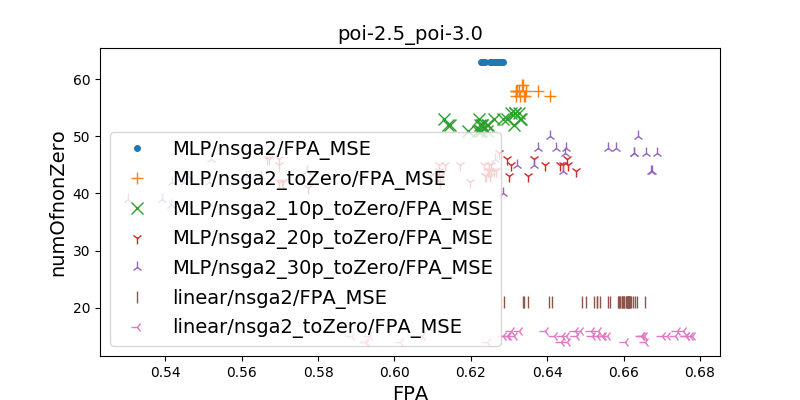 poi-2.5_poi-3.0
numOfnonZero
60
50
40
30
20
MLP/nsga2/FPA_MSE
MLP/nsga2_toZero/FPA_MSE
MLP/nsga2_10p_toZero/FPA_MSE
MLP/nsga2_20p_toZero/FPA_MSE
MLP/nsga2_30p_toZero/FPA_MSE
linear/nsga2/FPA_MSE
linear/nsga2_toZero/FPA_MSE
0.54 0.56 0.58 0.60 0.62 0.64 0.66 0.68
FPA